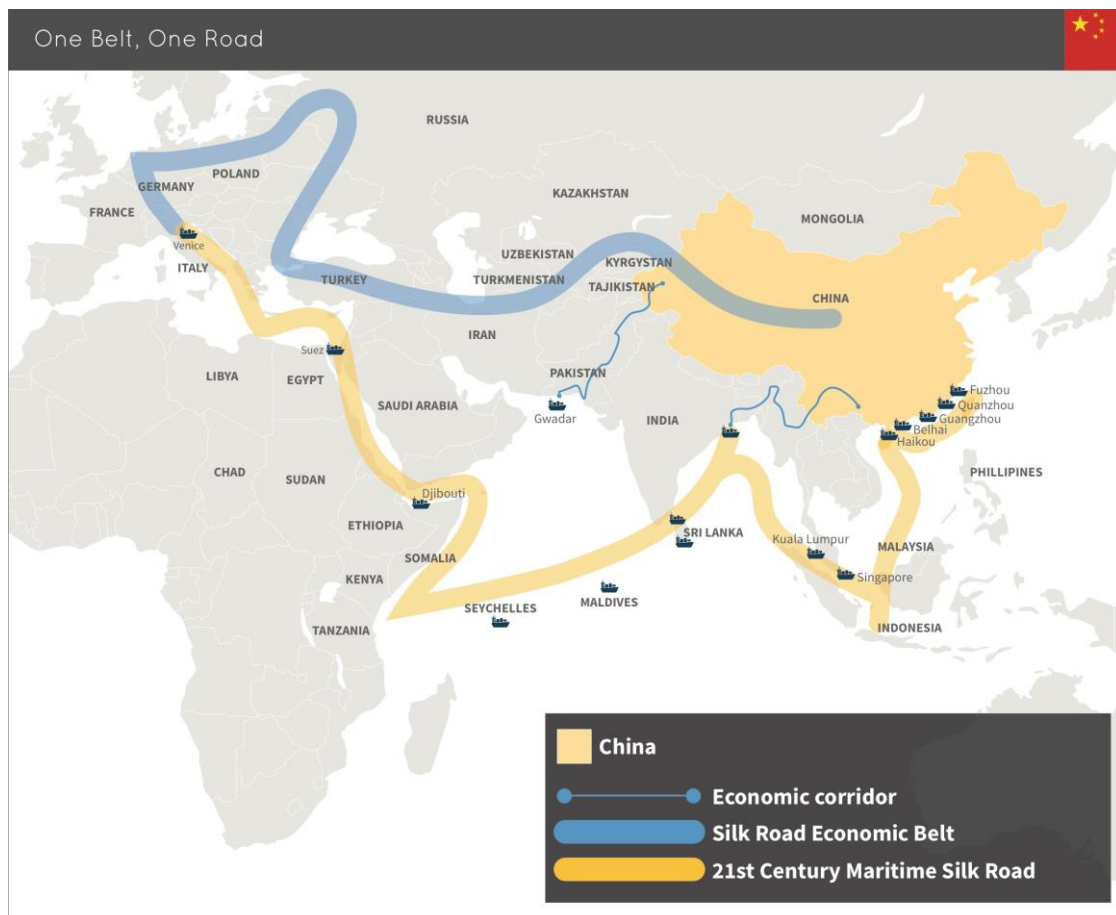 One Belt, One Road
RUSSIA
POLAND
GERMANY
FRANCE
KAZAKHSTAN
MONGOLIA
Venice
ITALY
UZBEKISTAN
KYRGYSTAN
TURKEY
TURKMENISTAN
TAJIKISTAN
CHINA
IRAN
Suez
LIBYA
EGYPT
PAKISTAN
SAUDI ARABIA
Gwadar
INDIA
Fuzhou
Quanzhou
Guangzhou
Belhai
Haikou
CHAD
SUDAN
PHILLIPINES
Djibouti
ETHIOPIA
SRI LANKA
Kuala Lumpur
MALAYSIA
SOMALIA
KENYA
Singapore
SEYCHELLES
MALDIVES
TANZANIA
INDONESIA
China
Economic corridor
Silk Road Economic Belt
21st Century Maritime Silk Road